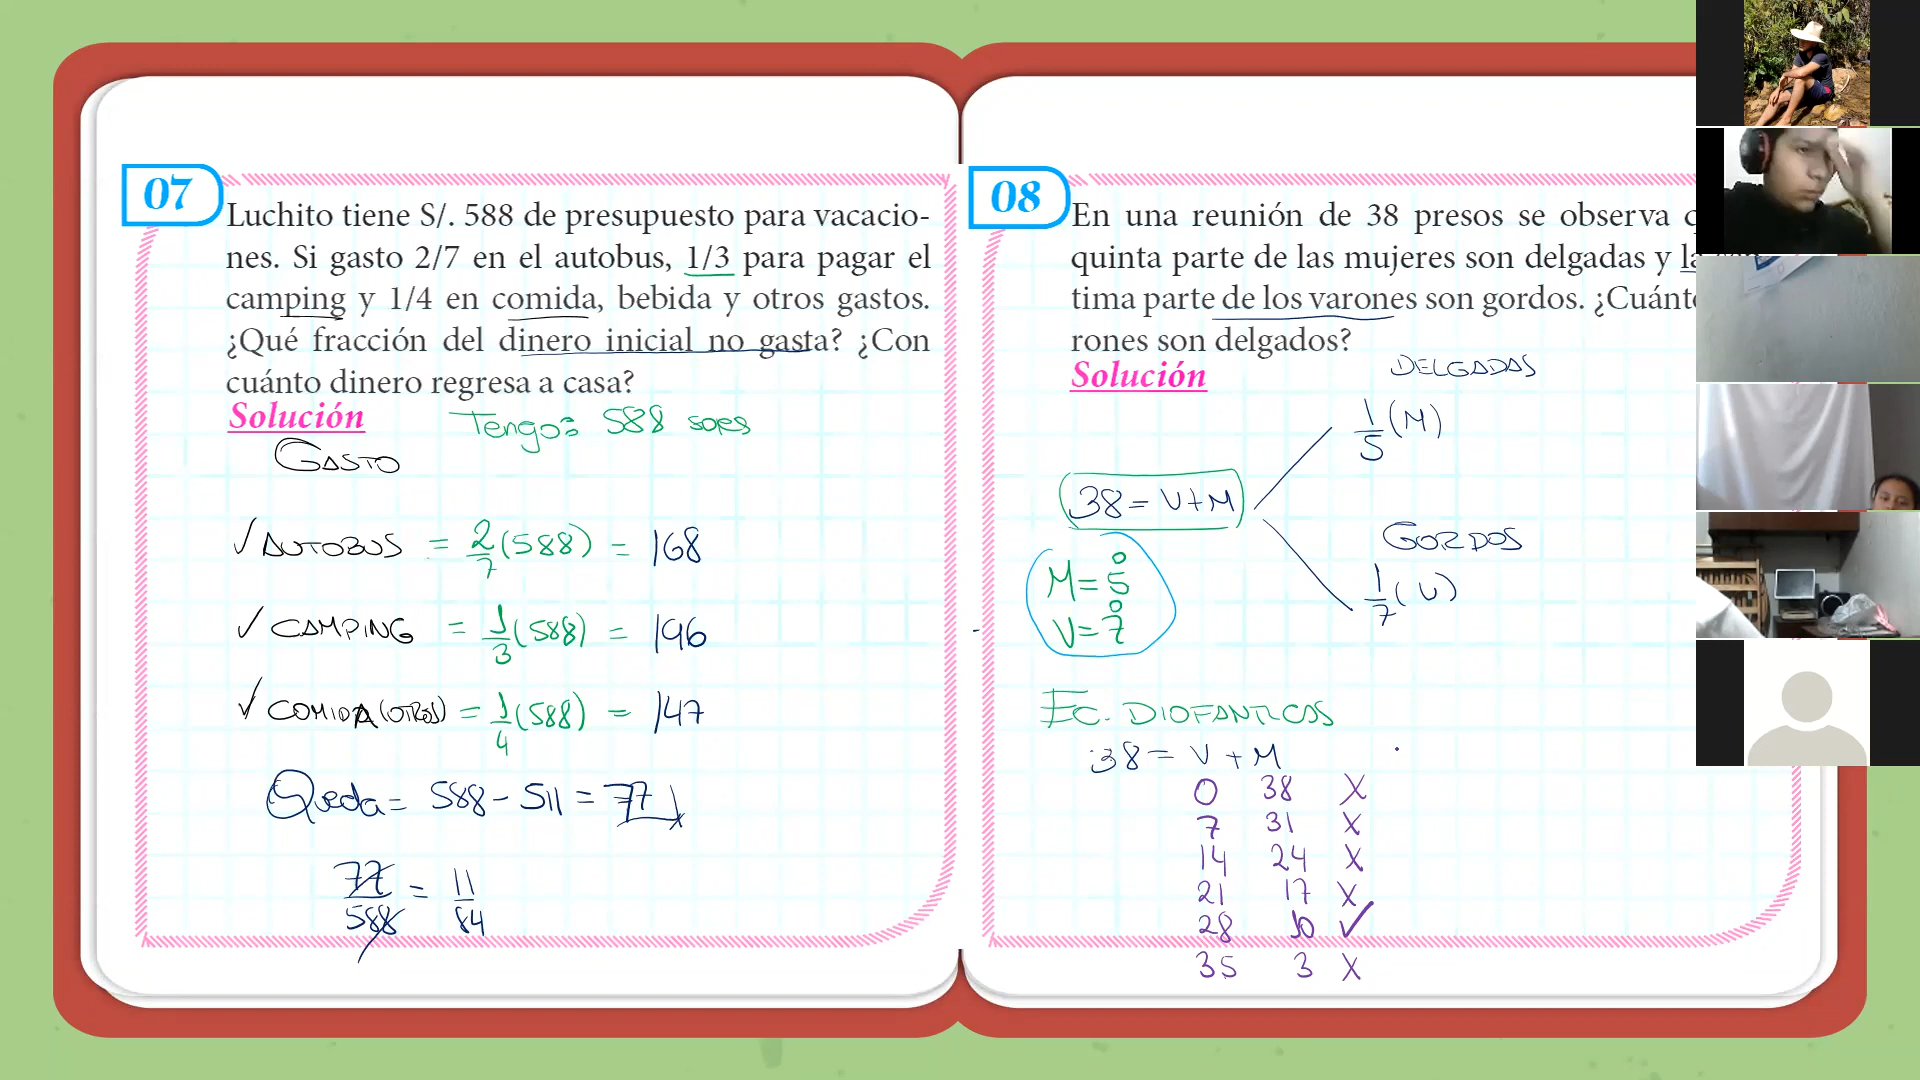 07
Luchito tiene S/. 588 de presupuesto para vacacio-
nes. Si gasto 2/7 en el autobus, 1/3 para pagar el
camping y 1/4 en comida, bebida y otros gastos.
¿Qué fracción del dinero inicial no gasta? ¿Con
cuánto dinero regresa a casa?
Solución
Tengo: 588 soles
GASTO
✓ AUTOBUS = 2/7 (588) = 168
✓ CAMPING = 1/3 (588) = 196
✓ COMIDA (OTROS) = 1/4 (588) = 147
Queda = 588 - 511 = 77
77/588 = 11/84
08
En una reunión de 38 presos se observa
quinta parte de las mujeres son delgadas y
tima parte de los varones son gordos.
rones son delgados?
Solución
DELGADAS
1/5 (M)
38 = V + M
GORDOS
1/7 (V)
M = 5°
V = 7°
EC. DIOFANTICAS
38 = V + M
0 38 X
7 31 X
14 24 X
21 17 X
28 10 ✓
35 3 X